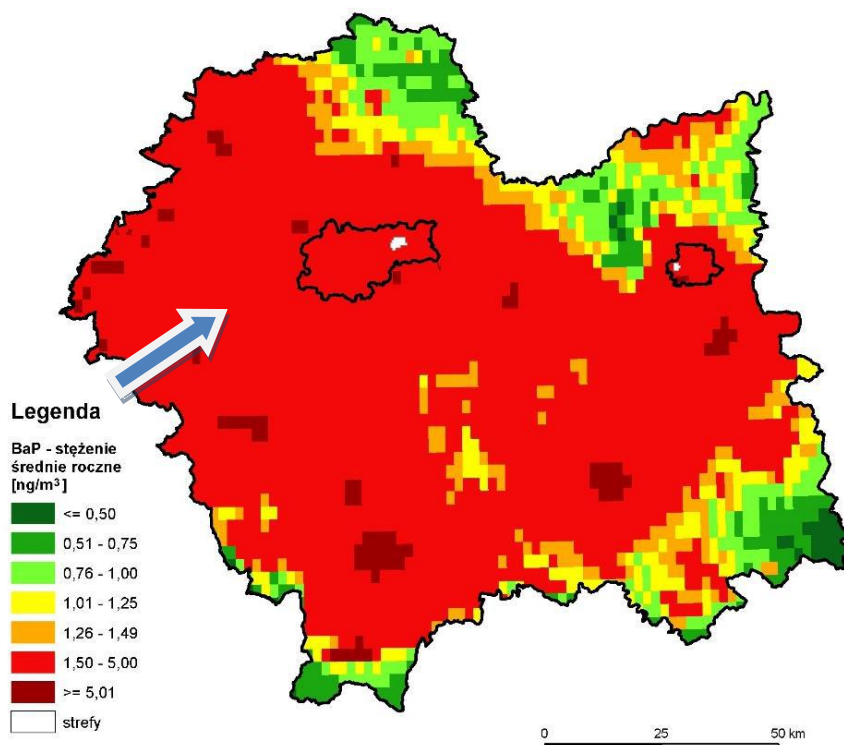 Legenda
BaP - stężenie
średnie roczne
[ng/m³]
<= 0,50
0,51 - 0,75
0,76 - 1,00
1,01 - 1,25
1,26 - 1,49
1,50 - 5,00
>= 5,01
strefy
0 25 50 km